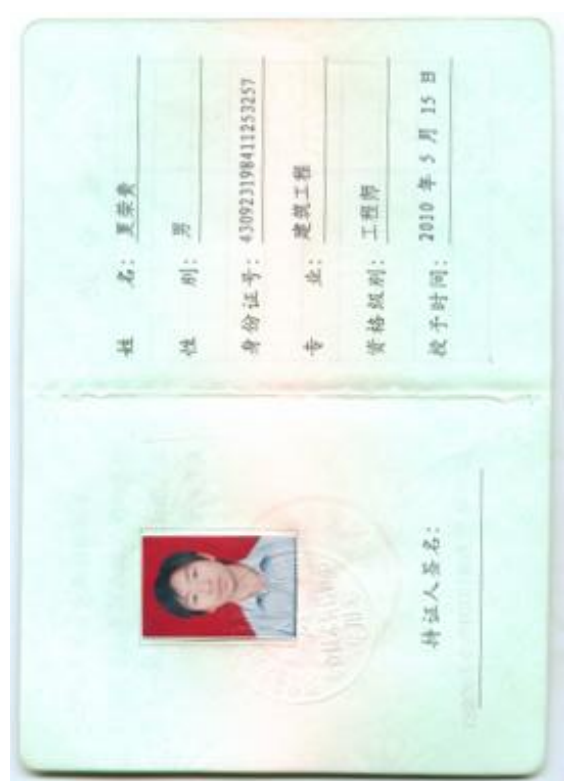 姓 名: 夏荣贵
性 别: 男
身份证号: 430923198411253257
专 业: 建筑工程
资格级别: 工程师
授予时间: 2010 年 5 月 15 日
持证人签名: